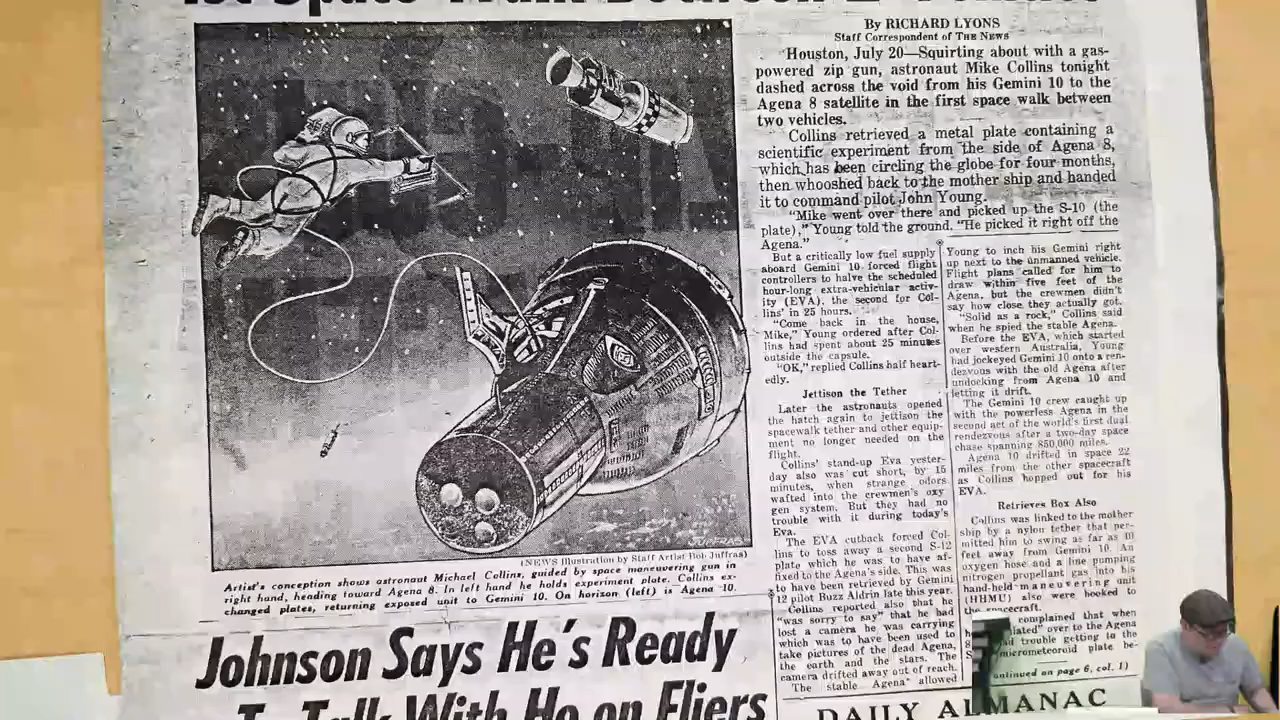 By RICHARD LYONS
Staff Correspondent of THE NEWS
Houston, July 20—Squirting about with a gas-
powered zip gun, astronaut Mike Collins tonight
dashed across the void from his Gemini 10 to the
Agena 8 satellite in the first space walk between
two vehicles.
Collins retrieved a metal plate containing a
scientific experiment from the side of Agena 8,
which has been circling the globe for four months,
then whooshed back to the mother ship and handed
it to command pilot John Young.
"Mike went over there and picked up the S-10 (the
plate)," Young told the ground. "He picked it right off the
Agena."
But a critically low fuel supply
aboard Gemini 10 forced flight
controllers to halve the scheduled
hour-long extra-vehicular activ-
ity (EVA), the second for Col-
lins' in 25 hours.
"Come back in the house,
Mike," Young ordered after Col-
lins had spent about 25 minutes
outside the capsule.
"OK," replied Collins half heart-
edly.
Jettison the Tether
Later the astronauts opened
the hatch again to jettison the
spacewalk tether and other equip-
ment no longer needed on the
flight.
Collins' stand-up Eva yester-
day also was cut short, by 15
minutes, when strange odors
wafted into the crewmen's oxy
gen system. But they had no
trouble with it during today's
Eva.
The EVA cutback forced Col-
lins to toss away a second S-12
plate which he was to have af-
fixed to the Agena's side. This was
to have been retrieved by Gemini
12 pilot Buzz Aldrin late this year.
Collins reported also that he
"was sorry to say" that he had
lost a camera he was carrying
which was to have been used to
take pictures of the dead Agena,
the earth and the stars. The
camera drifted away out of reach.
The stable Agena allowed
Young to inch his Gemini right
up next to the unmanned vehicle.
Flight plans called for him to
draw within five feet of the
Agena, but the crewmen didn't
say how close they actually got.
"Solid as a rock," Collins said
when he spied the stable Agena.
Before the EVA, which started
over western Australia, Young
had jockeyed Gemini 10 onto a ren-
dezvous with the old Agena after
undocking from Agena 10 and
letting it drift.
The Gemini 10 crew caught up
with the powerless Agena in the
second act of the world's first dual
rendezvous after a two-day space
chase spanning 850,000 miles.
Agena 10 drifted in space 22
miles from the other spacecraft
as Collins hopped out for his
EVA.
Retrieves Box Also
Collins was linked to the mother
ship by a nylon tether that per-
mitted him to swing as far as
feet away from Gemini 10. An
oxygen hose and a line pumping
nitrogen propellant gas into his
hand-held maneuvering unit
(HHMU) also were hooked to
the spacecraft.
complained that when
over to the Agena
trouble getting to the
micrometeoroid plate be-
ontinued on page 6, col. 1)
JUFFRAS
(NEWS illustration by Staff Artist Bob Juffras)
Artist's conception shows astronaut Michael Collins, guided by space maneuvering gun in
right hand, heading toward Agena 8. In left hand he holds experiment plate. Collins ex-
changed plates, returning exposed unit to Gemini 10. On horizon (left) is Agena 10.
Johnson Says He's Ready
To Talk With Ho on Fliers
DAILY ALMANAC